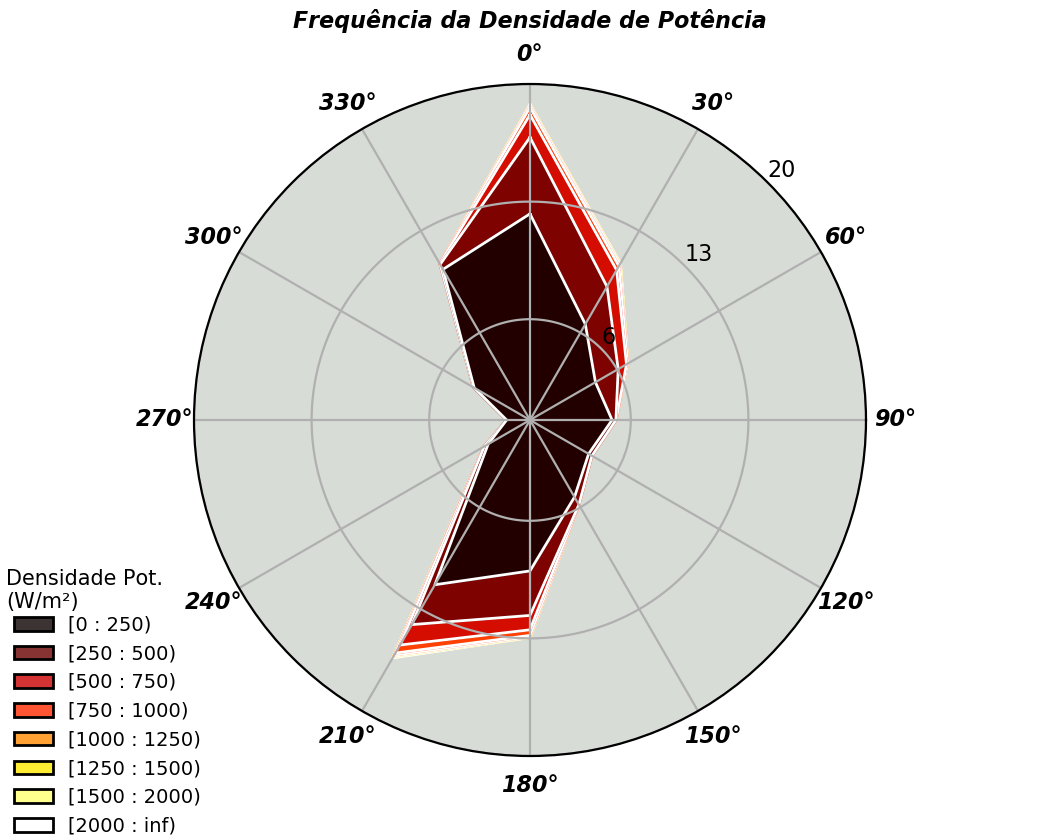 Frequência da Densidade de Potência
0°
330°
30°
20
300°
60°
13
6
270°
90°
240°
120°
210°
150°
180°
Densidade Pot.
(W/m²)
[0 : 250)
[250 : 500)
[500 : 750)
[750 : 1000)
[1000 : 1250)
[1250 : 1500)
[1500 : 2000)
[2000 : inf)